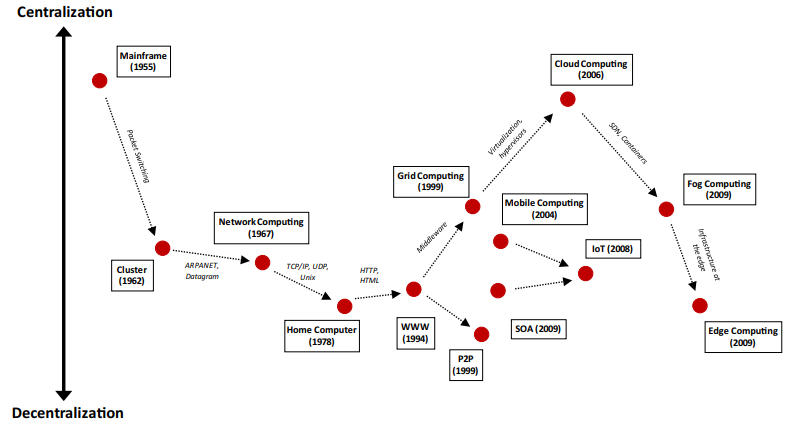 Centralization
Mainframe
(1955)
Packet Switching
Cluster
(1962)
ARPANET,
Datagram
Network Computing
(1967)
TCP/IP, UDP,
Unix
Home Computer
(1978)
HTTP,
HTML
WWW
(1994)
Middleware
Grid Computing
(1999)
P2P
(1999)
Virtualization,
hypervisors
Cloud Computing
(2006)
Mobile Computing
(2004)
SOA (2009)
IoT (2008)
SDN, Containers
Fog Computing
(2009)
Infrastructure at
the edge
Edge Computing
(2009)
Decentralization